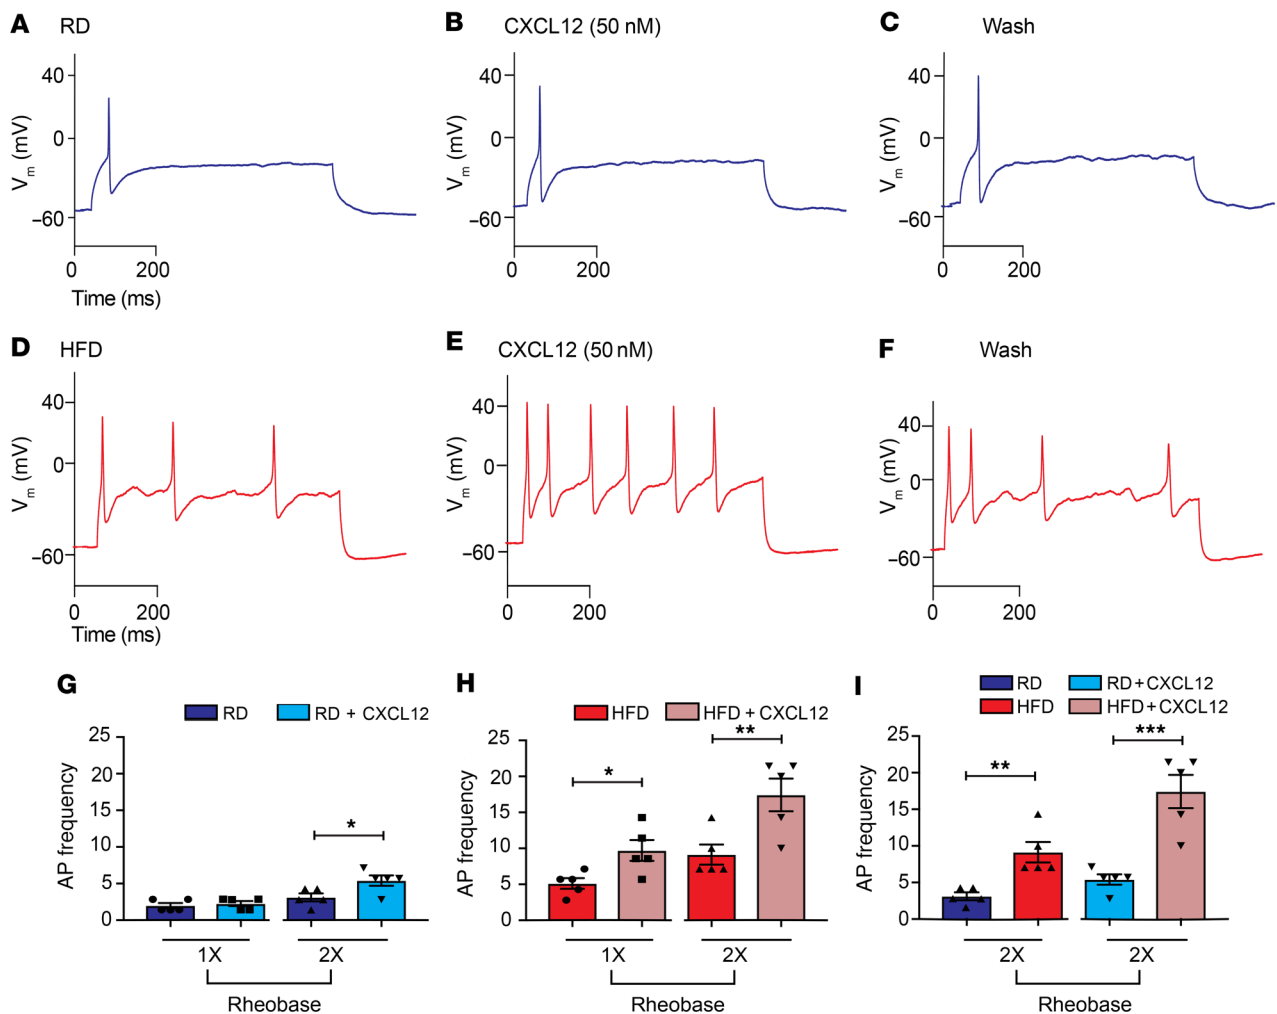 A RD
B CXCL12 (50 nM)
C Wash
40
0
–60
Vm (mV)
0 200
Time (ms)
40
0
–60
Vm (mV)
0 200
40
0
–60
Vm (mV)
0 200
D HFD
E CXCL12 (50 nM)
F Wash
40
0
–60
Vm (mV)
0 200
Time (ms)
40
0
–60
Vm (mV)
0 200
40
0
–60
Vm (mV)
0 200
G
RD RD + CXCL12
AP frequency
25
20
15
10
5
0
*
1X 2X
Rheobase
H
HFD HFD + CXCL12
AP frequency
25
20
15
10
5
0
* **
1X 2X
Rheobase
I
RD RD+CXCL12
HFD HFD+CXCL12
AP frequency
25
20
15
10
5
0
** ***
2X 2X
Rheobase